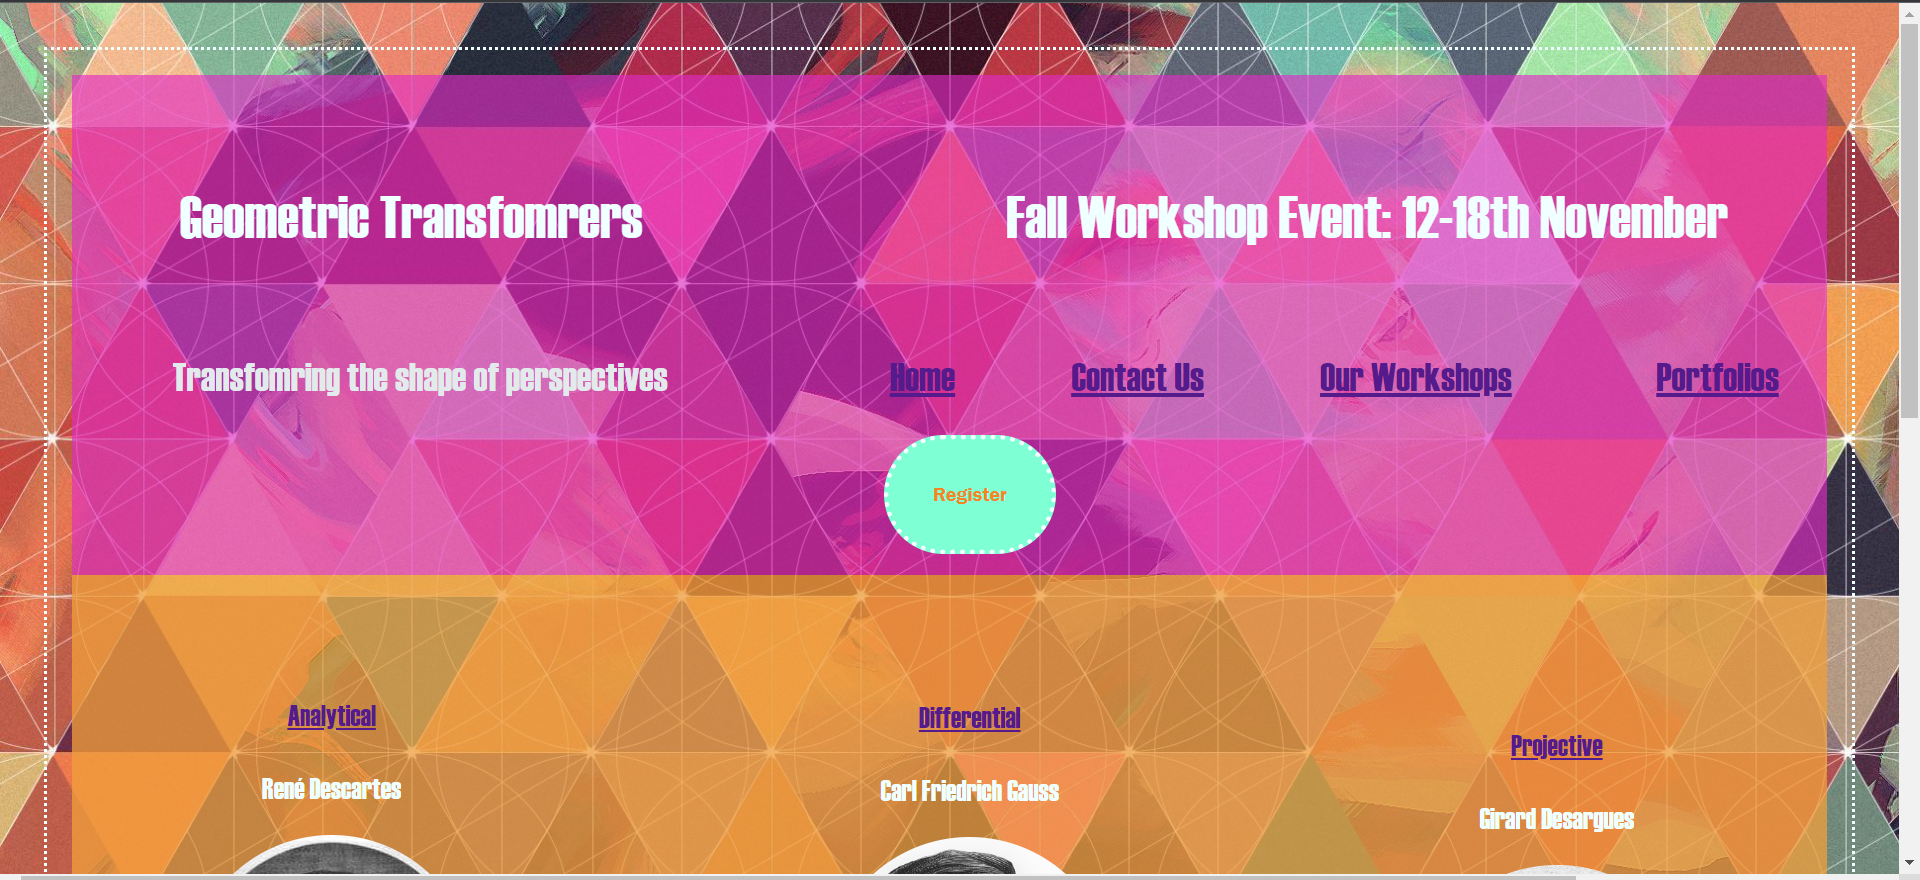 Geometric Transfomrers
Fall Workshop Event: 12-18th November
Transfomring the shape of perspectives
Home
Contact Us
Our Workshops
Portfolios
Register
Analytical
René Descartes
Differential
Carl Friedrich Gauss
Projective
Girard Desargues